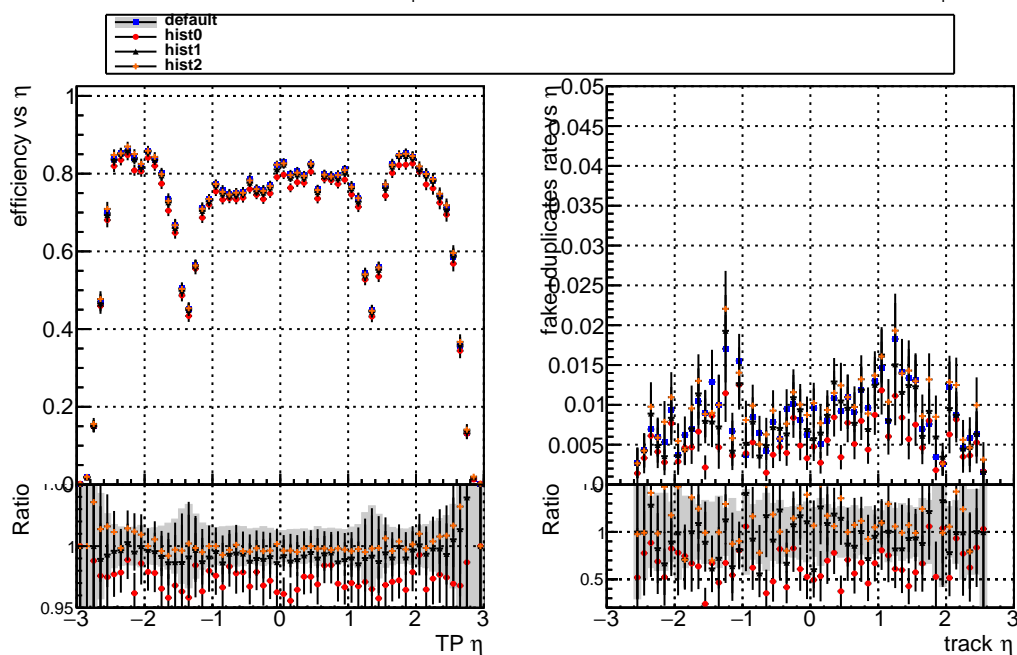 default
hist0
hist1
hist2
efficiency vs η
1
0.8
0.6
0.4
0.2
0
Ratio
1
0.95
−3 −2 −1 0 1 2 3
TP η
fake+duplicates rate vs η
0.05
0.045
0.04
0.035
0.03
0.025
0.02
0.015
0.01
0.005
0
Ratio
1
0.5
−3 −2 −1 0 1 2 3
track η